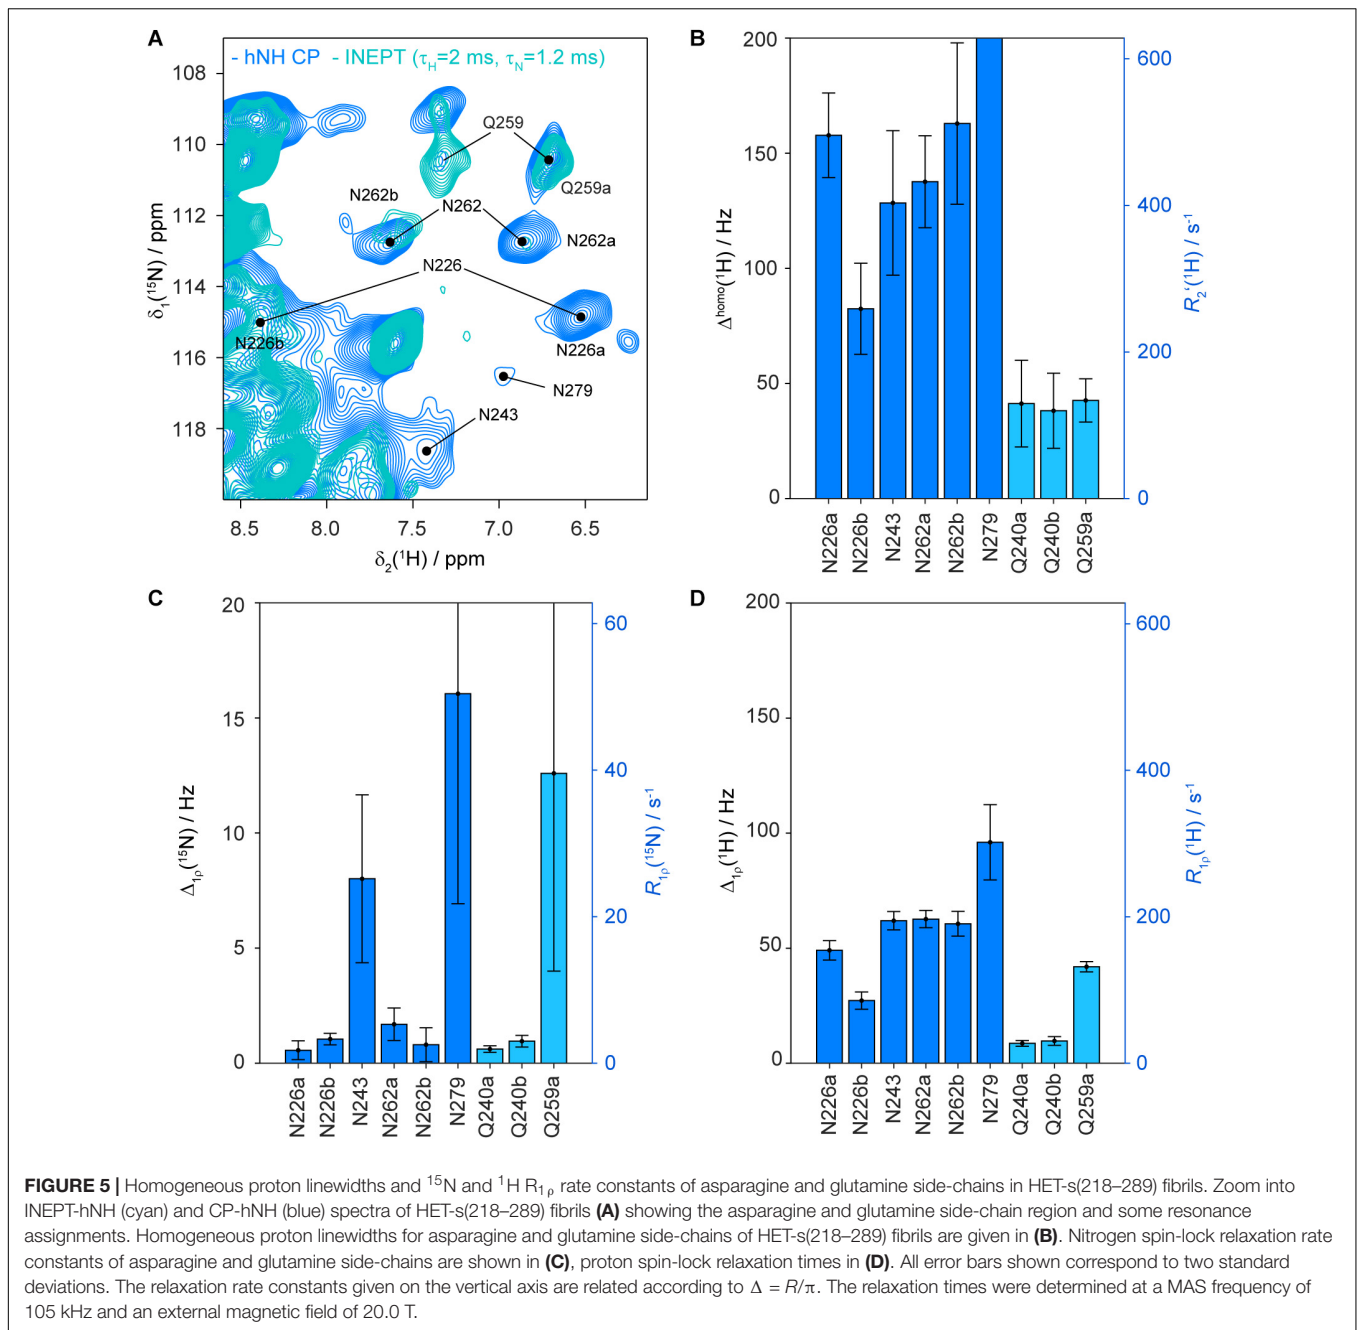 A
- hNH CP - INEPT (τH=2 ms, τN=1.2 ms)
δ1(15N) / ppm
108
110
112
114
116
118
Q259
Q259a
N262b
N262
N262a
N226
N226b
N226a
N279
N243
8.5 8.0 7.5 7.0 6.5
δ2(1H) / ppm
B
Δhomo(1H) / Hz
200
150
100
50
0
R2‘(1H) / s-1
600
400
200
0
N226a N226b N243 N262a N262b N279 Q240a Q240b Q259a
C
Δ1ρ(15N) / Hz
20
15
10
5
0
R1ρ(15N) / s-1
60
40
20
0
N226a N226b N243 N262a N262b N279 Q240a Q240b Q259a
D
Δ1ρ(1H) / Hz
200
150
100
50
0
R1ρ(1H) / s-1
600
400
200
0
N226a N226b N243 N262a N262b N279 Q240a Q240b Q259a
FIGURE 5 | Homogeneous proton linewidths and 15N and 1H R1ρ rate constants of asparagine and glutamine side-chains in HET-s(218–289) fibrils. Zoom into
INEPT-hNH (cyan) and CP-hNH (blue) spectra of HET-s(218–289) fibrils (A) showing the asparagine and glutamine side-chain region and some resonance
assignments. Homogeneous proton linewidths for asparagine and glutamine side-chains of HET-s(218–289) fibrils are given in (B). Nitrogen spin-lock relaxation rate
constants of asparagine and glutamine side-chains are shown in (C), proton spin-lock relaxation times in (D). All error bars shown correspond to two standard
deviations. The relaxation rate constants given on the vertical axis are related according to Δ = R/π. The relaxation times were determined at a MAS frequency of
105 kHz and an external magnetic field of 20.0 T.